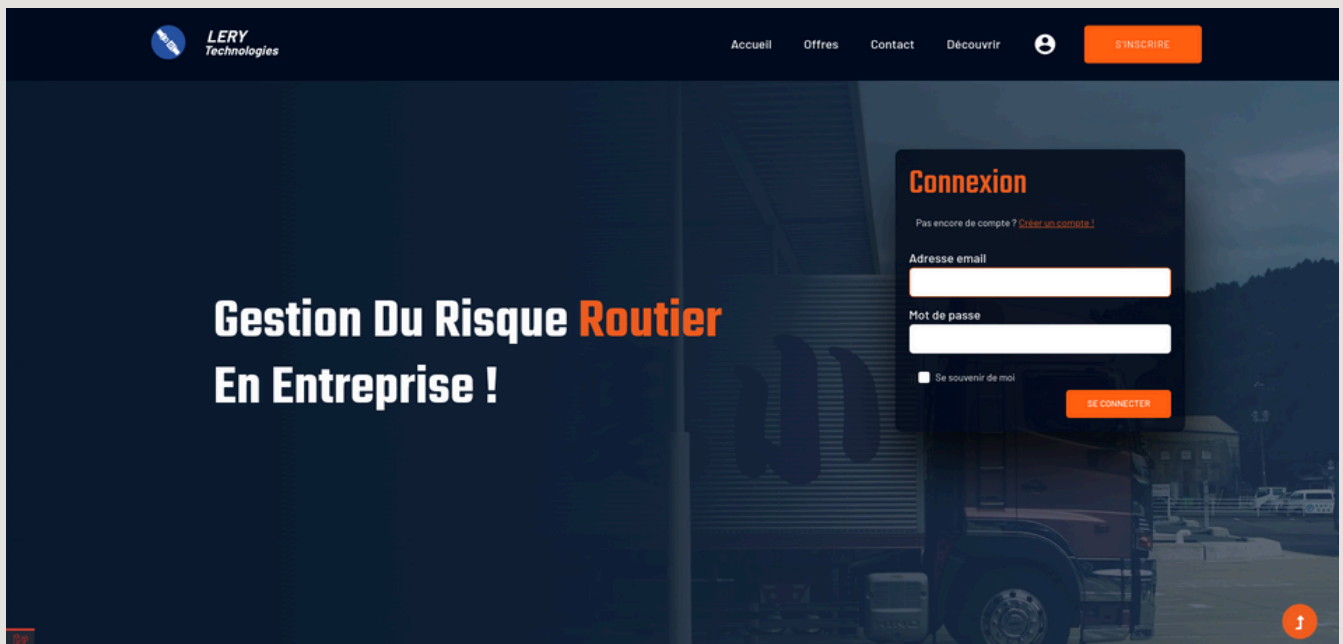 LERY
Technologies
Accueil
Offres
Contact
Découvrir
S'INSCRIRE
Gestion Du Risque Routier
En Entreprise !
Connexion
Pas encore de compte ? Créer un compte !
Adresse email
Mot de passe
Se souvenir de moi
SE CONNECTER